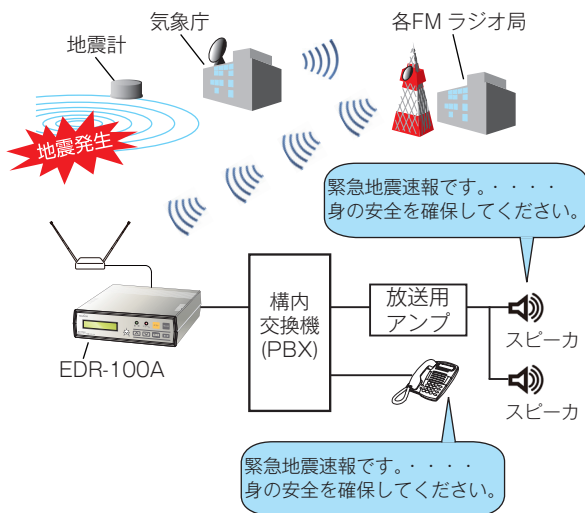 気象庁
各FM ラジオ局
地震計
地震発生
緊急地震速報です。・・・・
身の安全を確保してください。
構内
交換機
(PBX)
放送用
アンプ
スピーカ
EDR-100A
スピーカ
緊急地震速報です。・・・・
身の安全を確保してください。